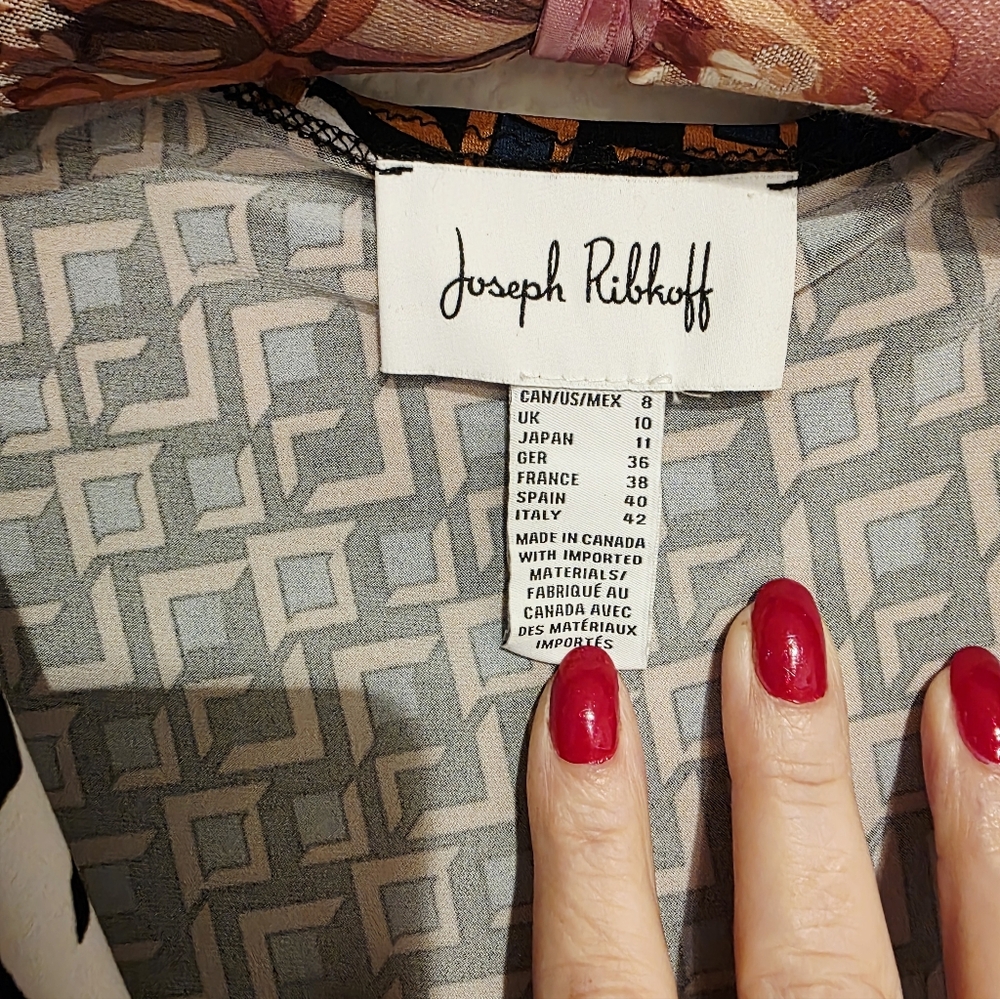 Joseph Ribkoff
CAN/US/MEX 8
UK 10
JAPAN 11
GER 36
FRANCE 38
SPAIN 40
ITALY 42
MADE IN CANADA
WITH IMPORTED
MATERIALS/
FABRIQUÉ AU
CANADA AVEC
DES MATÉRIAUX
IMPORTÉS